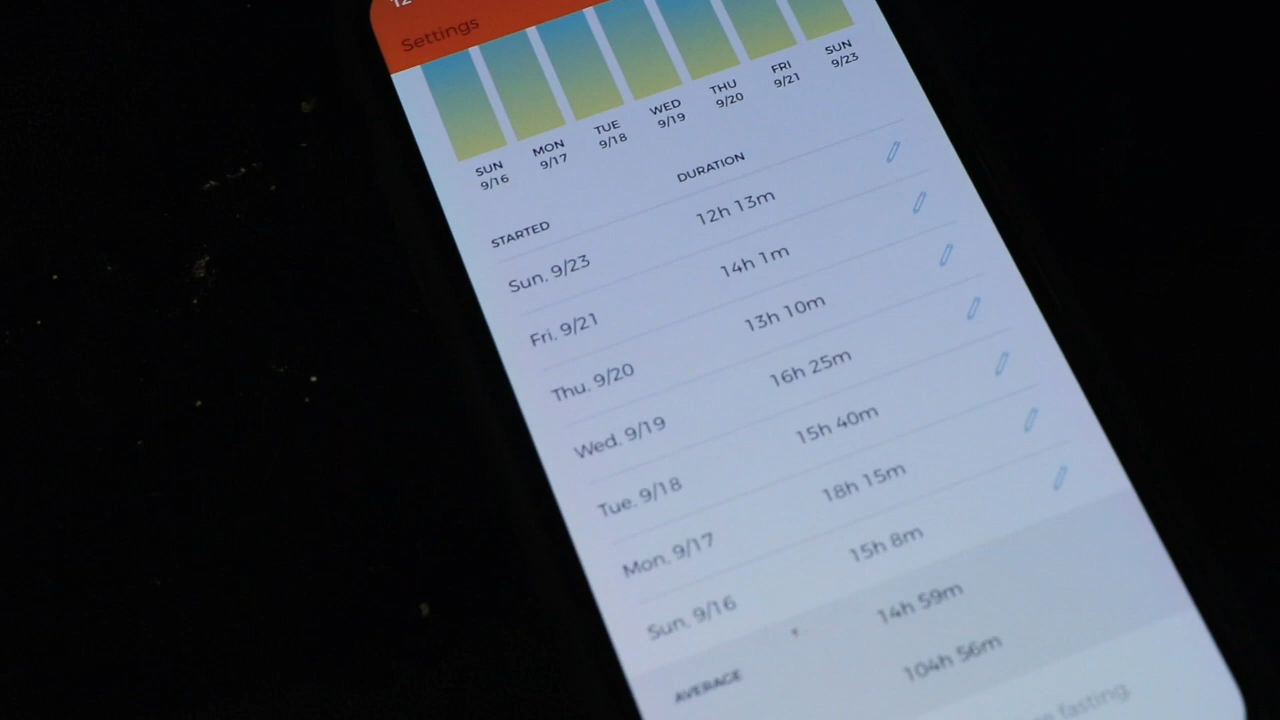 Settings
SUN MON TUE WED THU FRI SUN
9/16 9/17 9/18 9/19 9/20 9/21 9/23
STARTED DURATION
Sun. 9/23 12h 13m
Fri. 9/21 14h 1m
Thu. 9/20 13h 10m
Wed. 9/19 16h 25m
Tue. 9/18 15h 40m
Mon. 9/17 18h 15m
Sun. 9/16 15h 8m
AVERAGE 14h 59m
104h 56m
fasting.